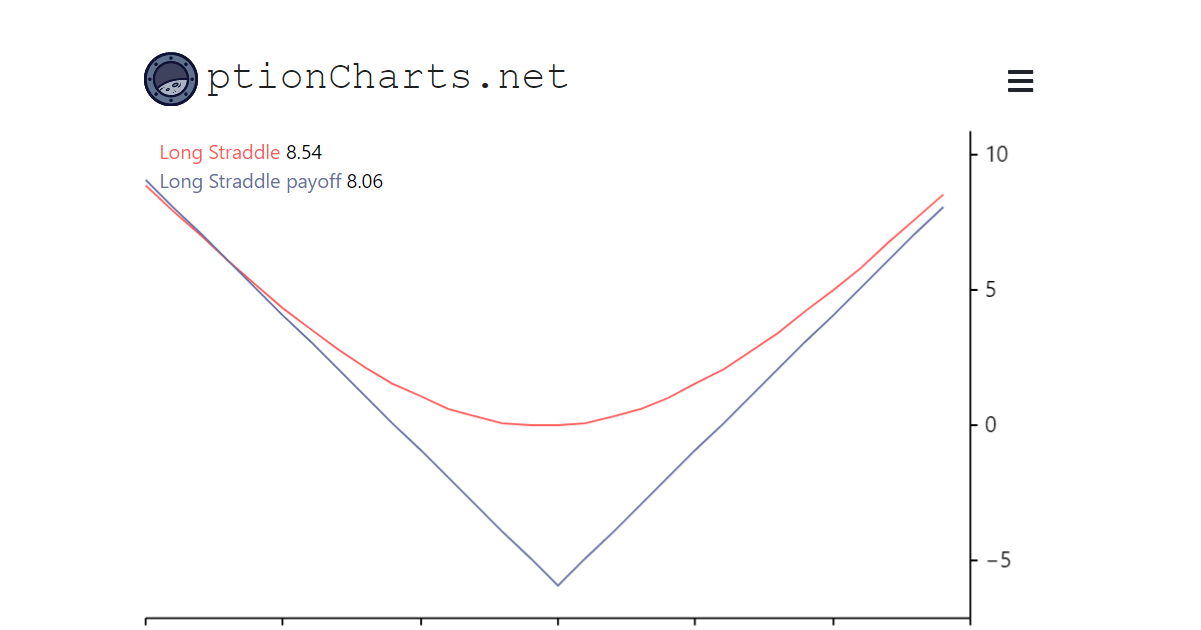 ptionCharts.net
Long Straddle 8.54
Long Straddle payoff 8.06
10
5
0
−5